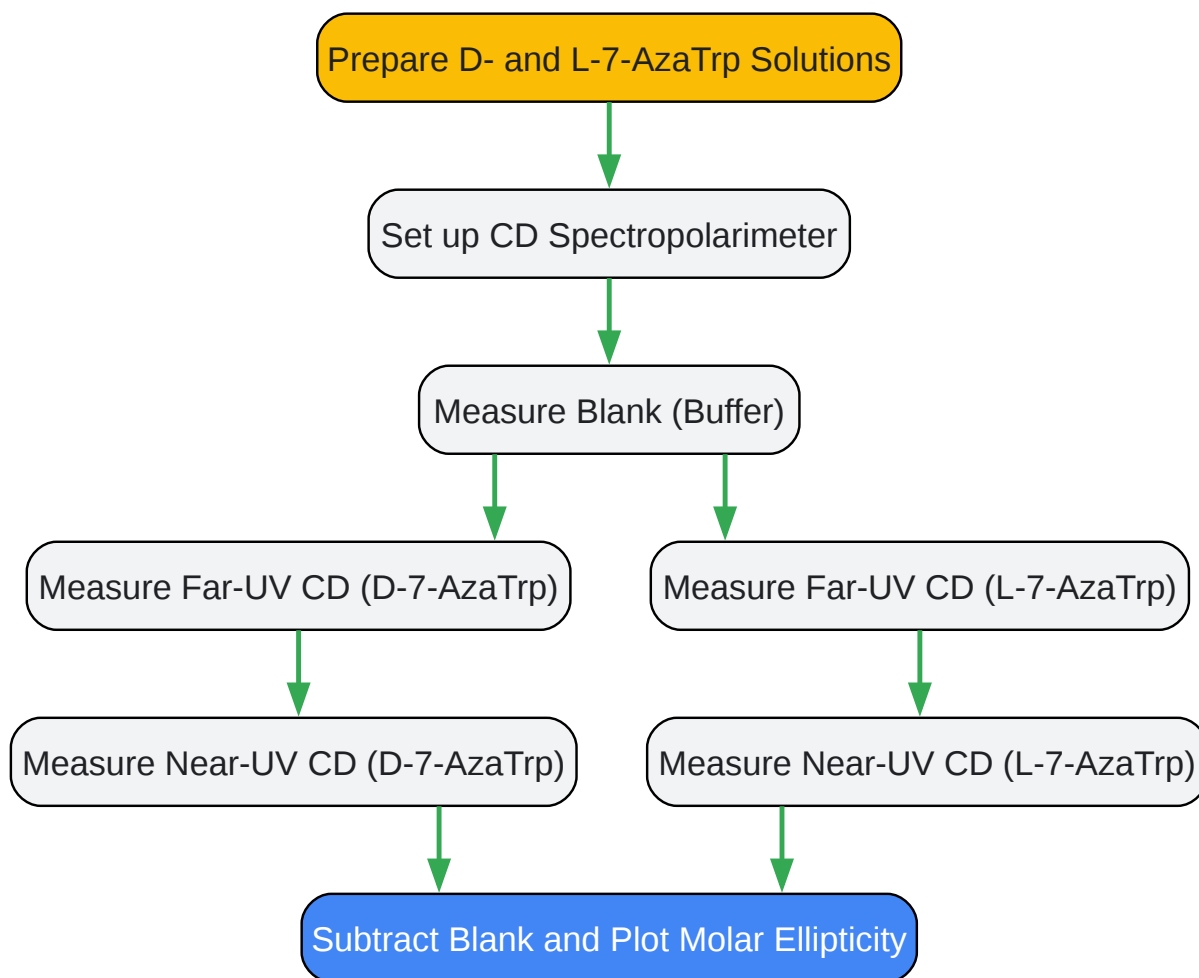 Prepare D- and L-7-AzaTrp Solutions
Set up CD Spectropolarimeter
Measure Blank (Buffer)
Measure Far-UV CD (D-7-AzaTrp)
Measure Far-UV CD (L-7-AzaTrp)
Measure Near-UV CD (D-7-AzaTrp)
Measure Near-UV CD (L-7-AzaTrp)
Subtract Blank and Plot Molar Ellipticity